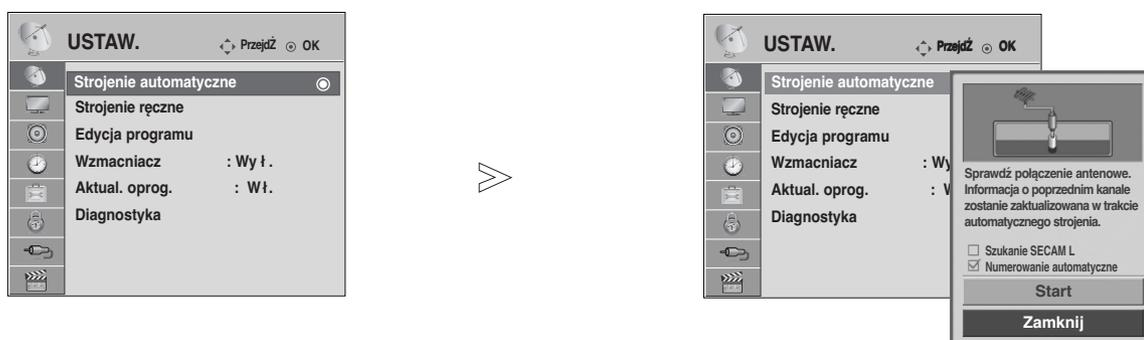 USTAW.
PrzejdŹ OK
Strojenie automatyczne
Strojenie ręczne
Edycja programu
Wzmacniacz : Wy ł .
Aktual. oprog. : W ł.
Diagnostyka
USTAW.
PrzejdŹ OK
Strojenie automatyczne
Strojenie ręczne
Edycja programu
Wzmacniacz : Wy
Aktual. oprog. : W
Diagnostyka
Sprawdź połączenie antenowe.
Informacja o poprzednim kanale
zostanie zaktualizowana w trakcie
automatycznego strojenia.
Szukanie SECAM L
Numerowanie automatyczne
Start
Zamknij